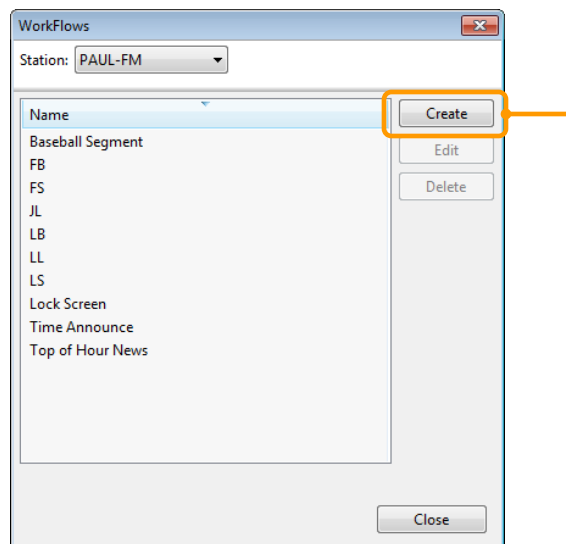 WorkFlows
Station: PAUL-FM
Name
Create
Baseball Segment
Edit
FB
FS
Delete
JL
LB
LL
LS
Lock Screen
Time Announce
Top of Hour News
Close